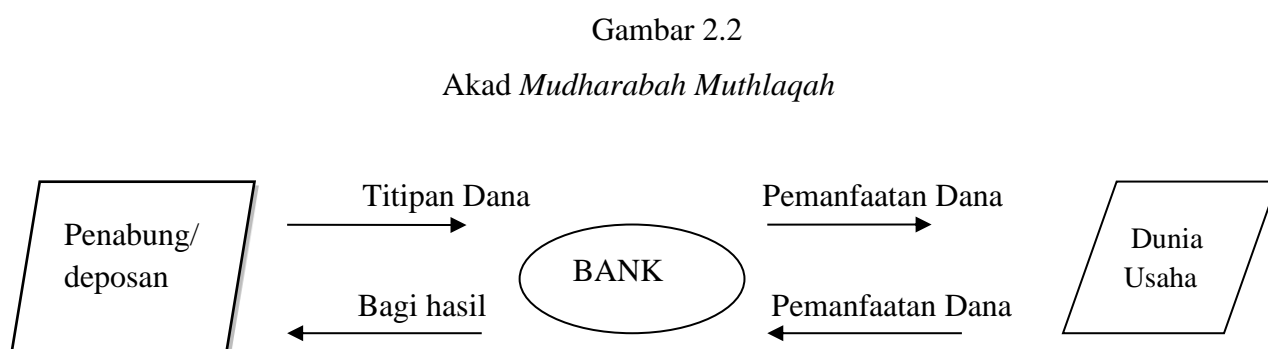 Gambar 2.2
Akad Mudharabah Muthlaqah
Titipan Dana
Pemanfaatan Dana
Penabung/
deposan
BANK
Dunia
Usaha
Bagi hasil
Pemanfaatan Dana